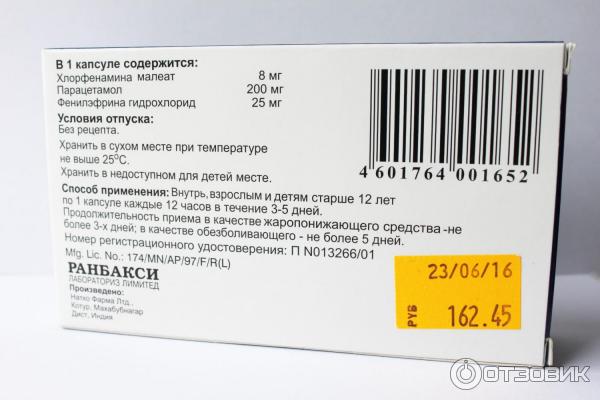 В 1 капсуле содержится:
Хлорфенамина малеат 8 мг
Парацетамол 200 мг
Фенилэфрина гидрохлорид 25 мг
Условия отпуска:
Без рецепта.
Хранить в сухом месте при температуре
не выше 25°С.
Хранить в недоступном для детей месте.
4 601764 001652
Способ применения: Внутрь, взрослым и детям старше 12 лет
по 1 капсуле каждые 12 часов в течение 3-5 дней.
Продолжительность приема в качестве жаропонижающего средства -не
более 3-х дней; в качестве обезболивающего - не более 5 дней.
Номер регистрационного удостоверения: П N013266/01
Mfg. Lic. No.: 174/MN/AP/97/F/R(L)
РАНБАКСИ
ЛАБОРАТОРИЗ ЛИМИТЕД
Произведено:
Натко Фарма Лтд.,
Котур, Махабубнагар
Дист, Индия
23/06/16
РУБ 162.45
ОТЗОВИК